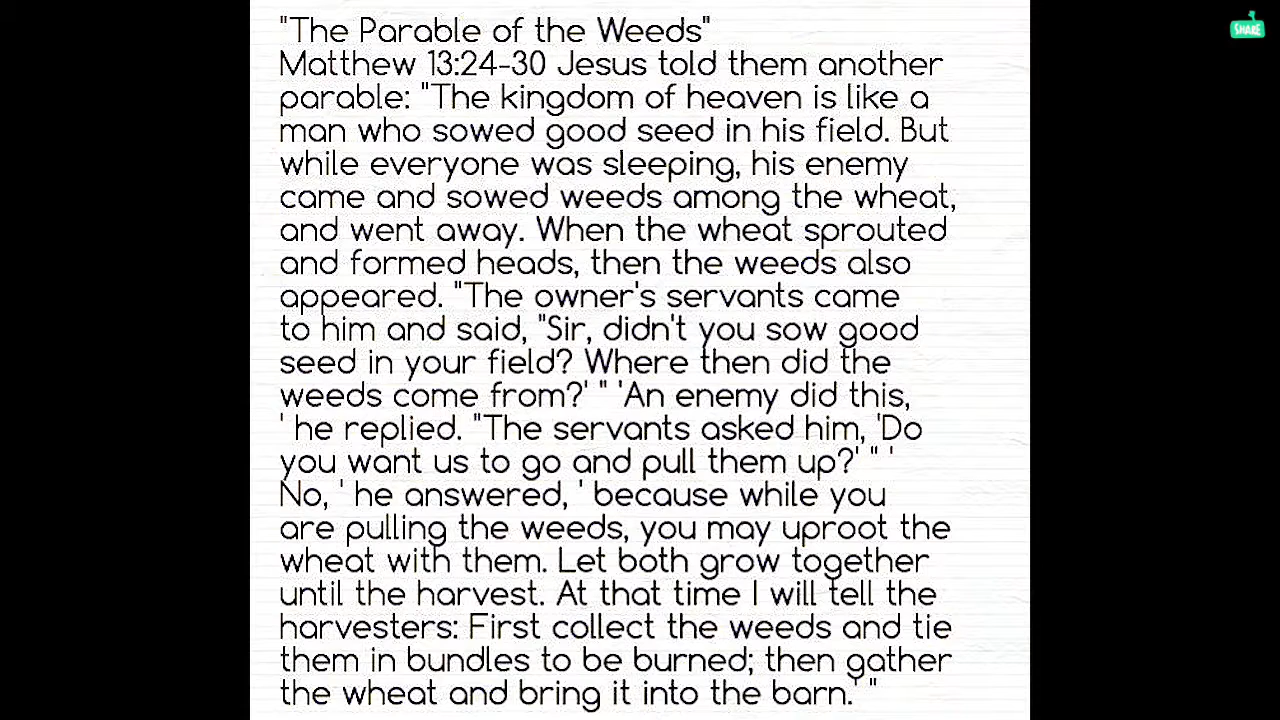 "The Parable of the Weeds"
Matthew 13:24-30 Jesus told them another
parable: "The kingdom of heaven is like a
man who sowed good seed in his field. But
while everyone was sleeping, his enemy
came and sowed weeds among the wheat,
and went away. When the wheat sprouted
and formed heads, then the weeds also
appeared. "The owner's servants came
to him and said, "Sir, didn't you sow good
seed in your field? Where then did the
weeds come from?' " 'An enemy did this,
' he replied. "The servants asked him, 'Do
you want us to go and pull them up?' " '
No, ' he answered, ' because while you
are pulling the weeds, you may uproot the
wheat with them. Let both grow together
until the harvest. At that time I will tell the
harvesters: First collect the weeds and tie
them in bundles to be burned; then gather
the wheat and bring it into the barn.' "
SHARE